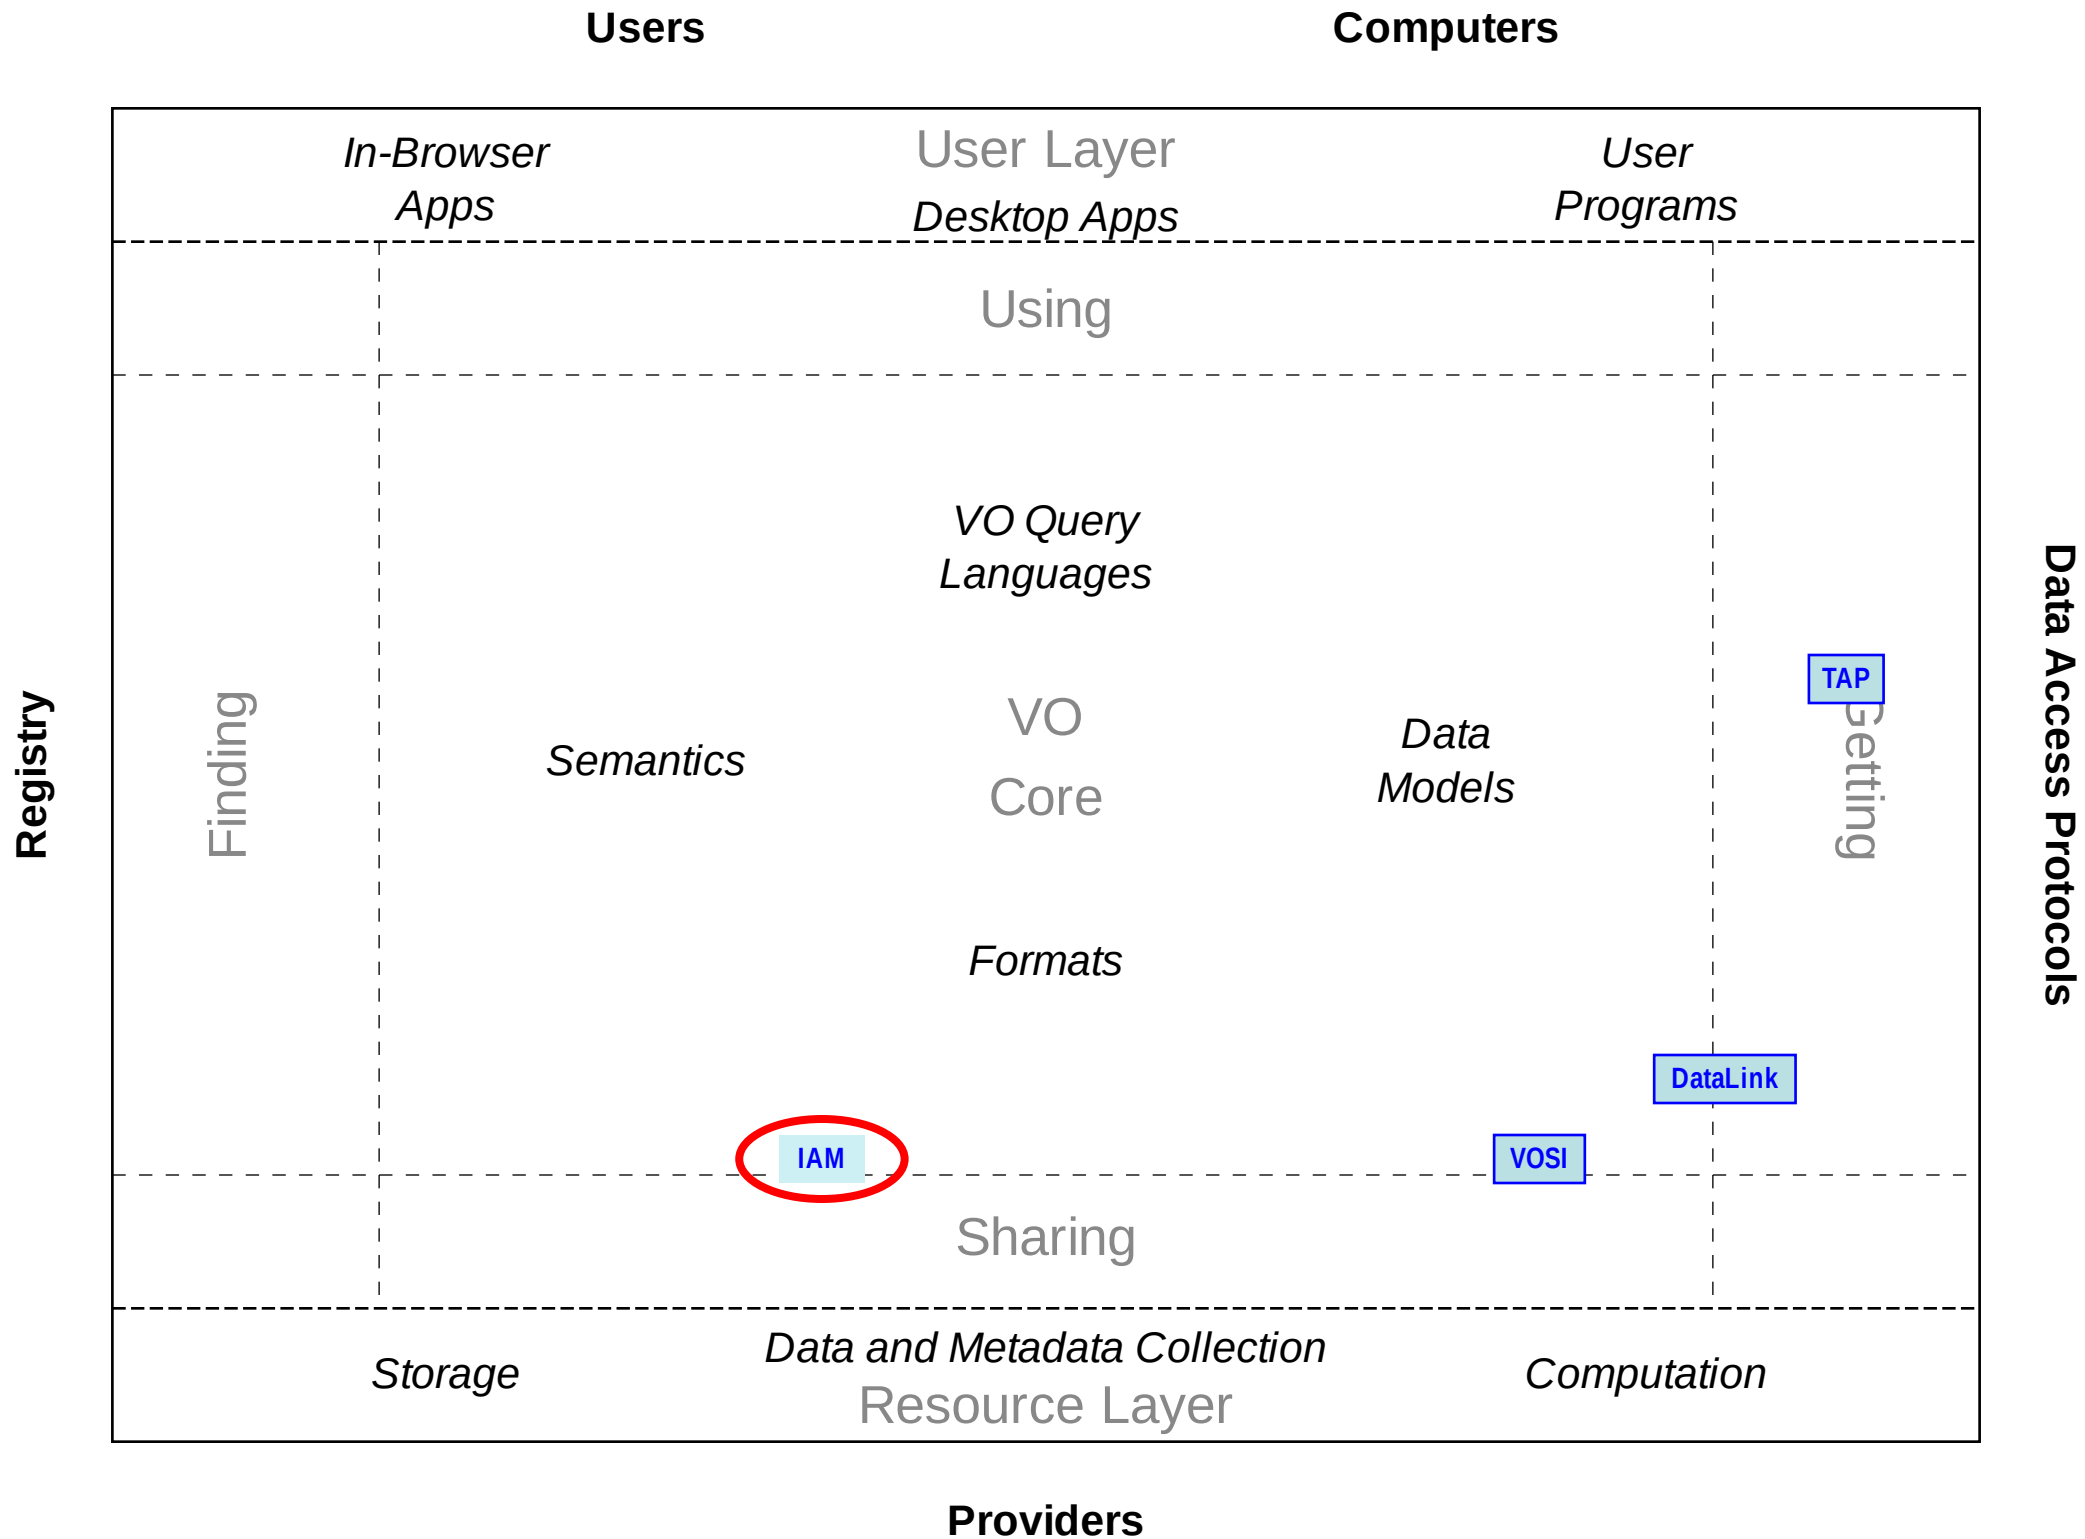 Users
Computers
In-Browser
Apps
User Layer
Desktop Apps
User
Programs
Using
VO Query
Languages
Registry
Finding
Semantics
VO
Core
Data
Models
TAP
Getting
Data Access Protocols
Formats
DataLink
IAM
VOSI
Sharing
Storage
Data and Metadata Collection
Resource Layer
Computation
Providers